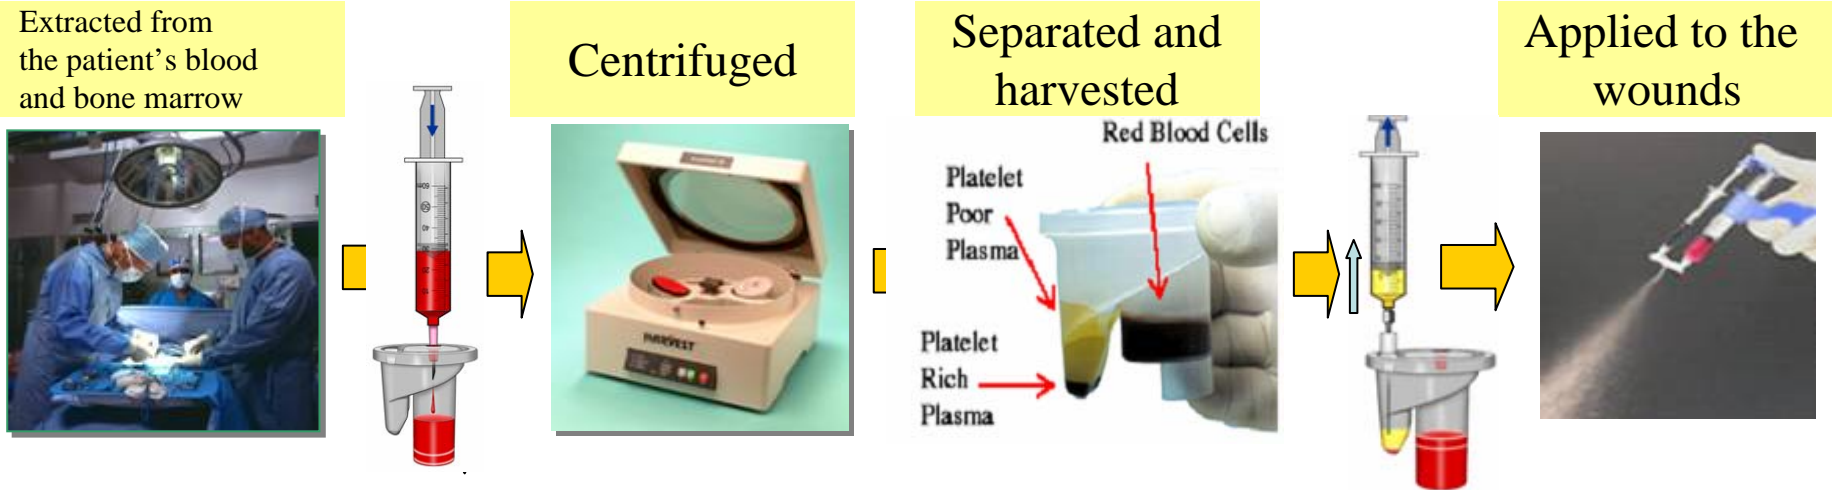 Extracted from
the patient's blood
and bone marrow
Centrifuged
Separated and
harvested
Applied to the
wounds
Red Blood Cells
Platelet
Poor
Plasma
Platelet
Rich
Plasma
HARVEST